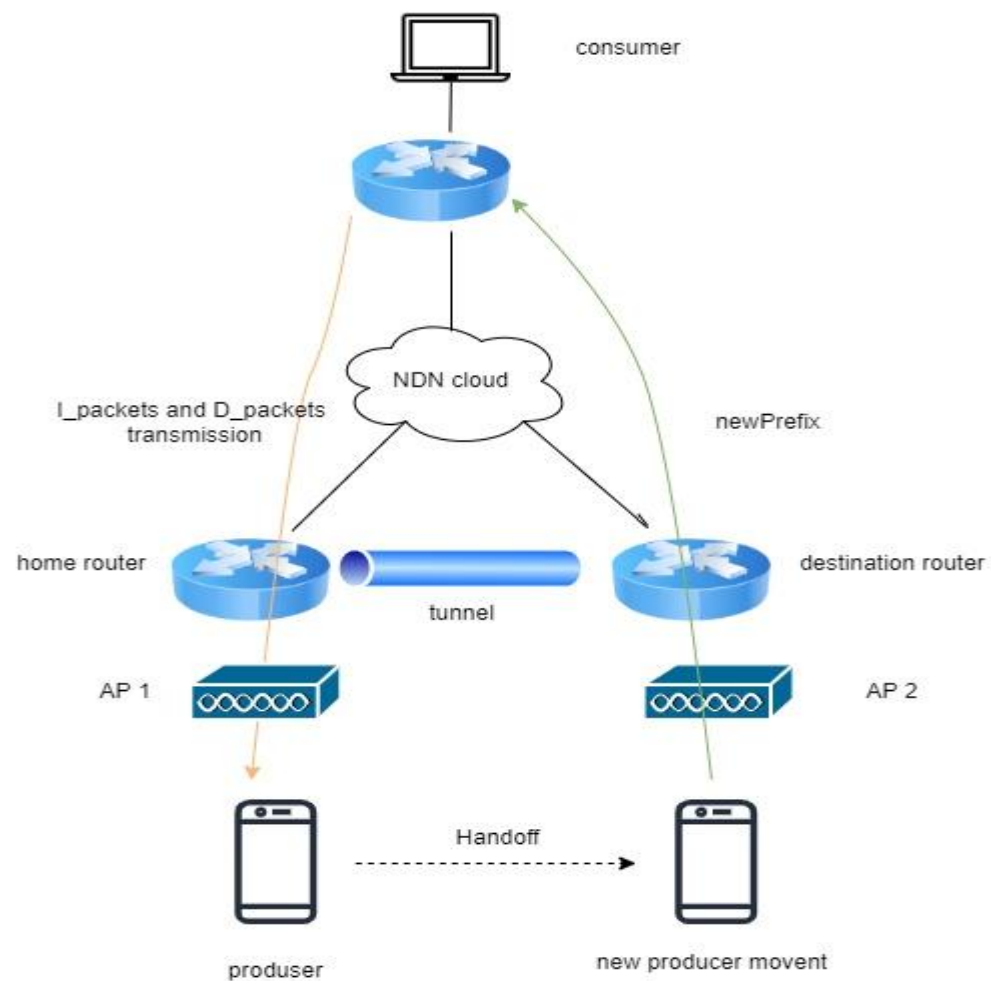 consumer
NDN cloud
I_packets and D_packets
transmission
newPrefix
home router
destination router
tunnel
AP 1
AP 2
Handoff
produser
new producer movent